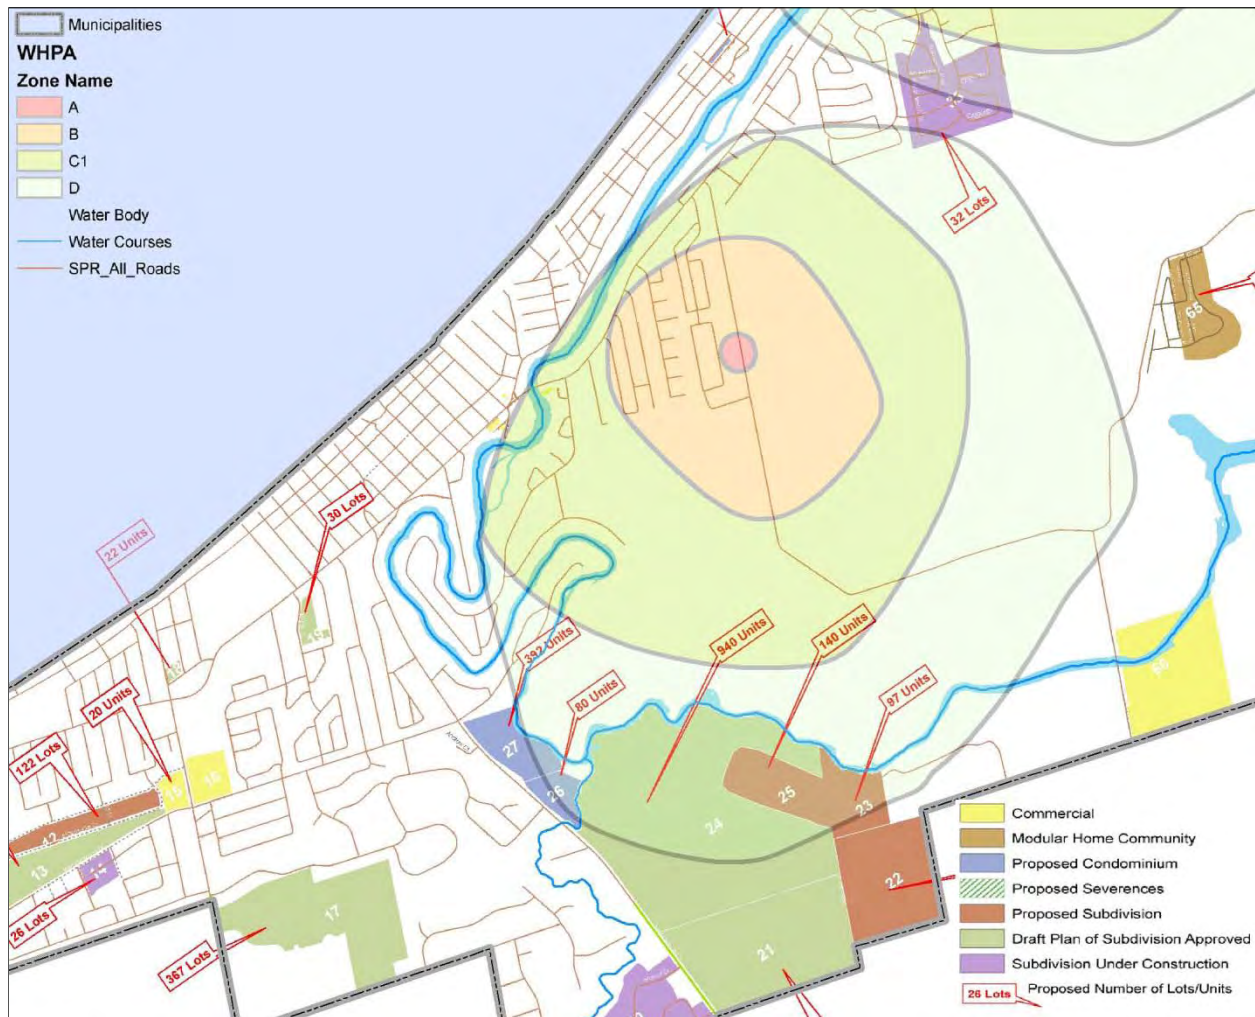 Municipalities
WHPA
Zone Name
A
B
C1
D
Water Body
Water Courses
SPR_All_Roads
32 Lots
65
30 Lots
22 Units
19
392 Units
940 Units
140 Units
80 Units
97 Units
66
20 Units
122 Lots
27
26
15
16
12
13
14
25
24
23
22
26 Lots
17
367 Lots
21
Commercial
Modular Home Community
Proposed Condominium
Proposed Severences
Proposed Subdivision
Draft Plan of Subdivision Approved
Subdivision Under Construction
26 Lots Proposed Number of Lots/Units